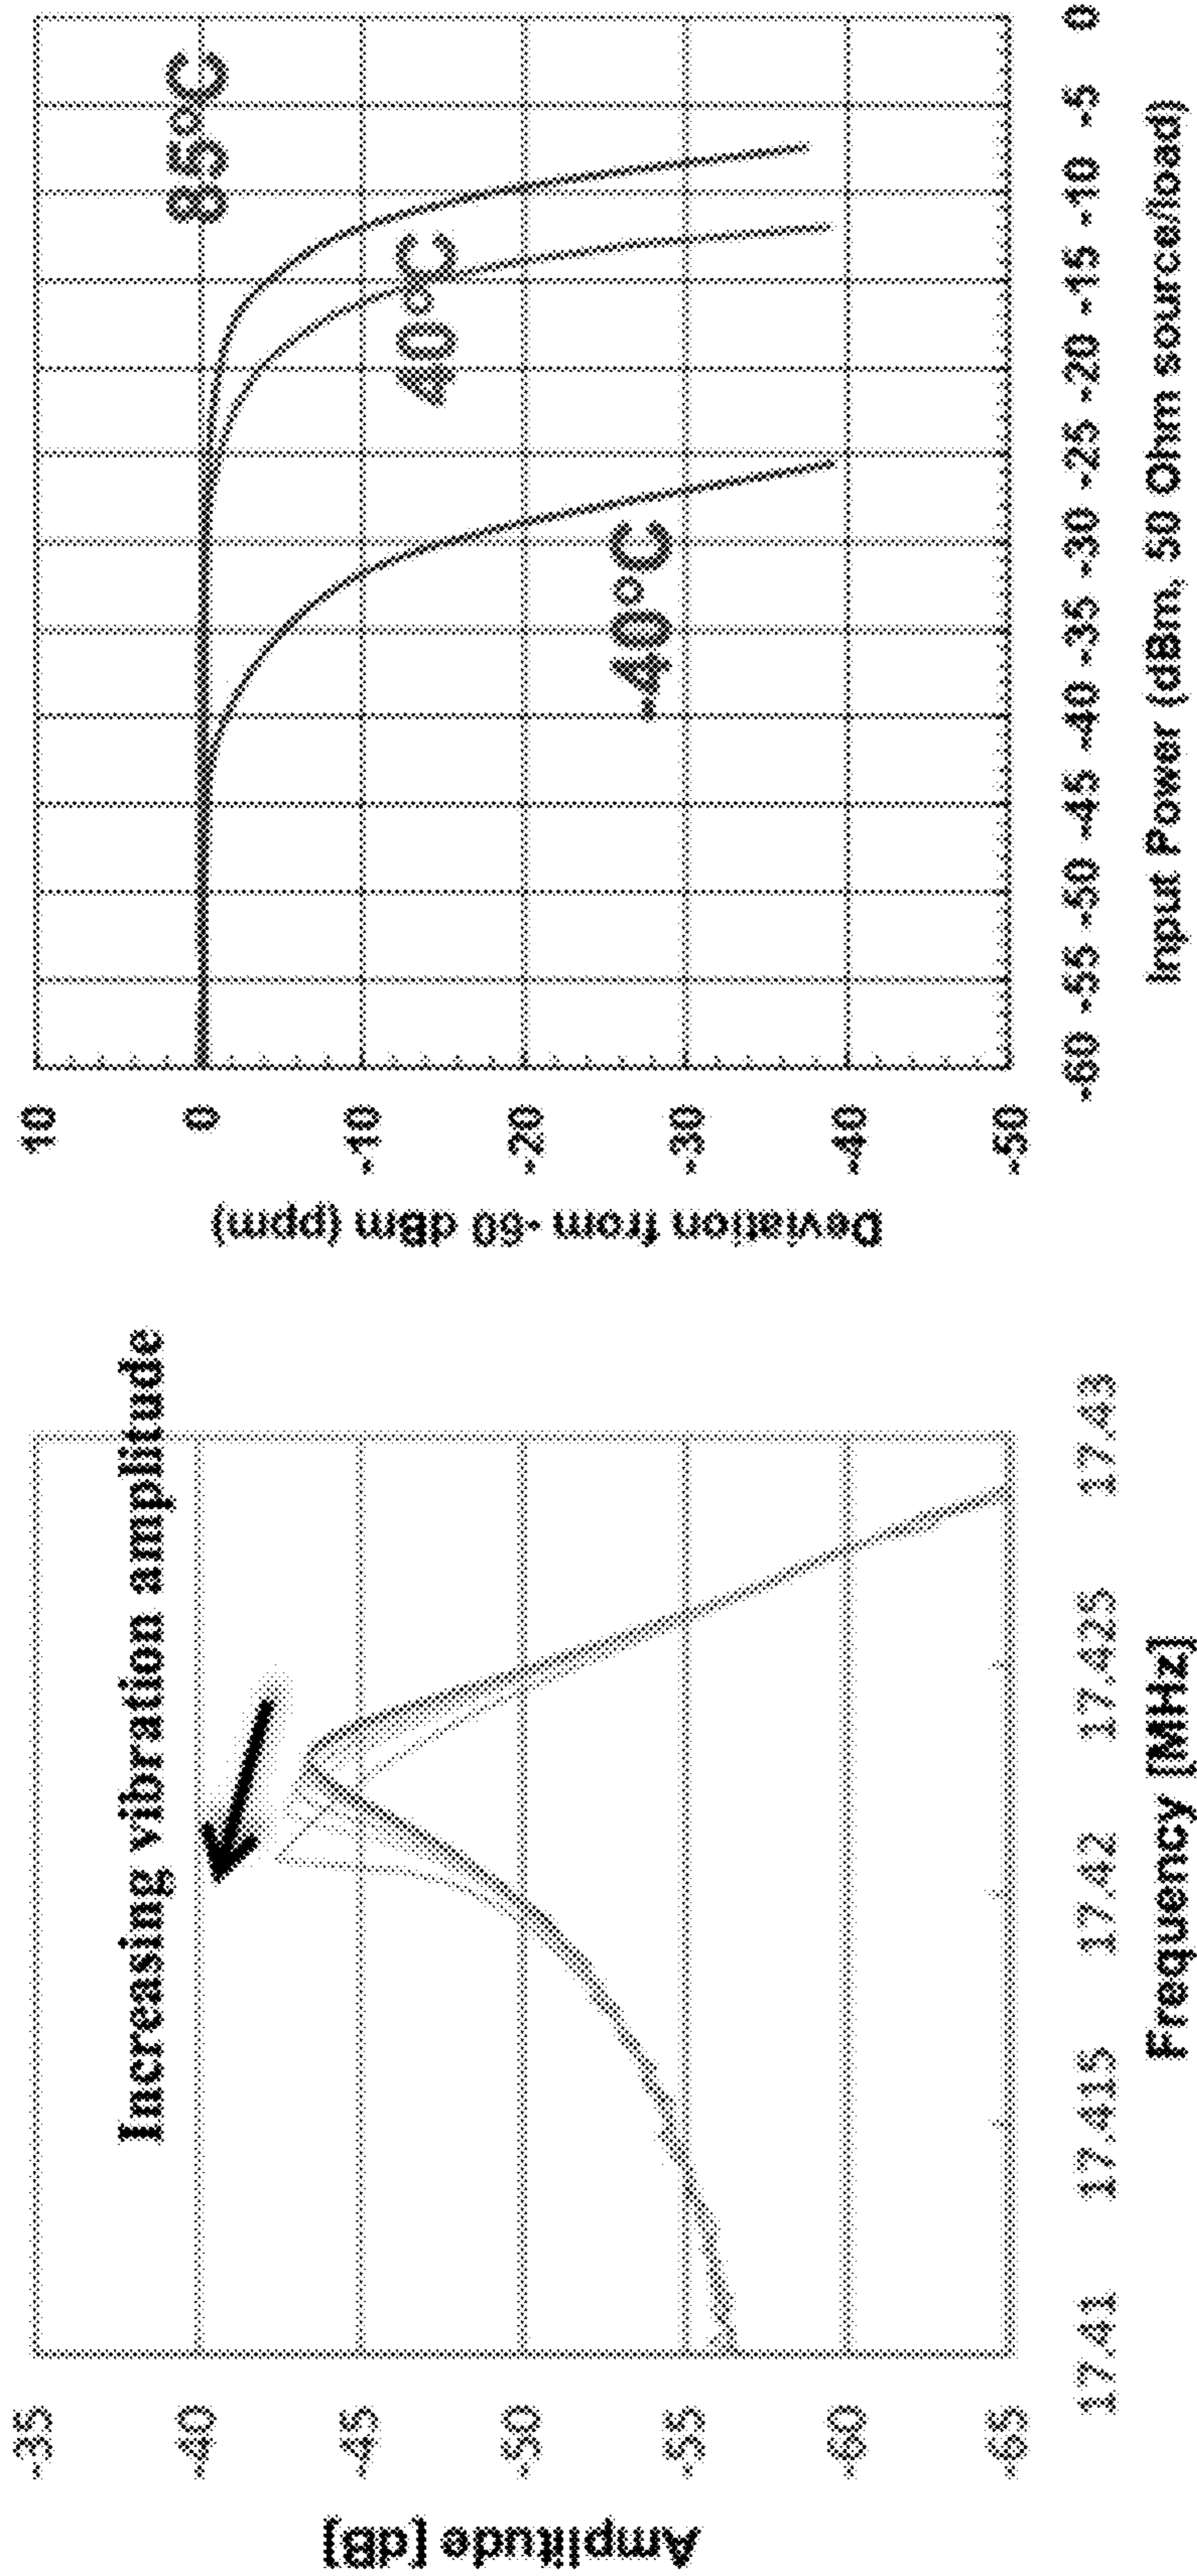 Increasing vibration amplitude
Amplitude [dB]
-35
-40
-45
-50
-55
-60
-65
17.41 17.415 17.42 17.425 17.43
Frequency [MHz]
Deviation from -60 dBm (ppm)
10
0
-10
-20
-30
-40
-50
85°C
40°C
-40°C
-60 -55 -50 -45 -40 -35 -30 -25 -20 -15 -10 -5 0
Input Power (dBm, 50 Ohm source/load)